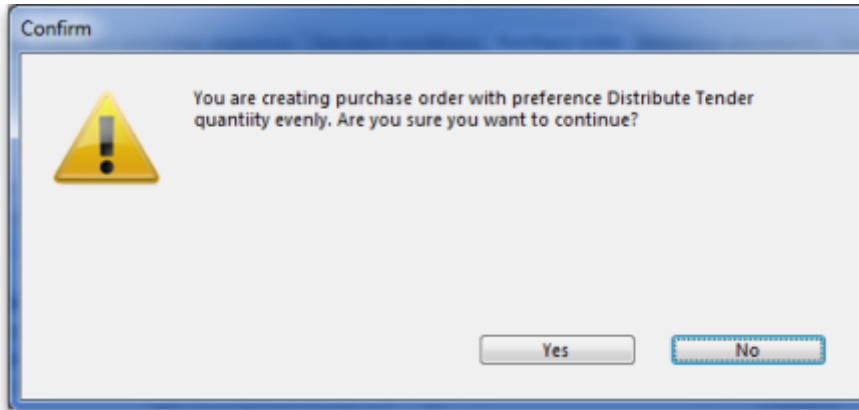 Confirm
You are creating purchase order with preference Distribute Tender
quantiity evenly. Are you sure you want to continue?
Yes No